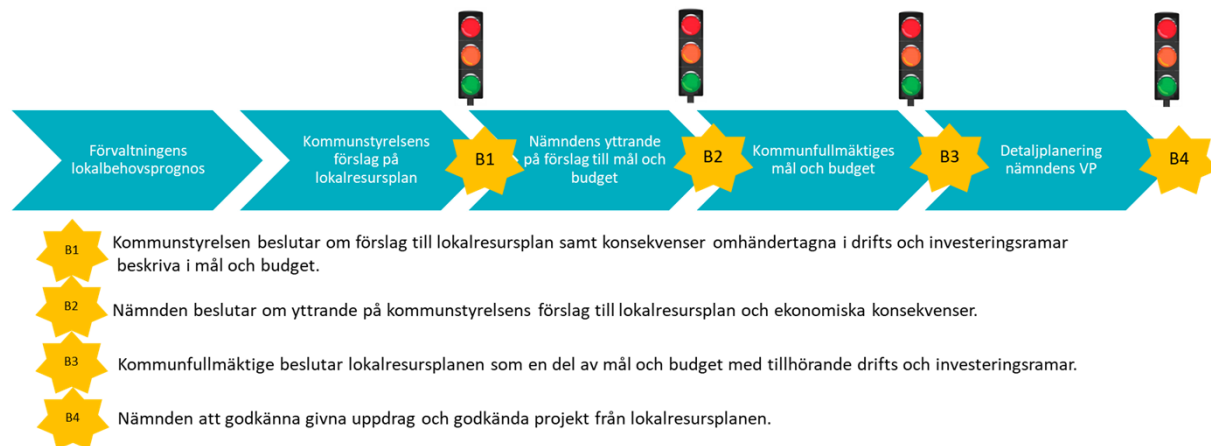 Förvaltningens
lokalbehovsprognos
Kommunstyrelsens
förslag på
lokalresursplan
B1
Nämndens yttrande
på förslag till mål och
budget
B2
Kommunfullmäktiges
mål och budget
B3
Detaljplanering
nämndens VP
B4
B1
Kommunstyrelsen beslutar om förslag till lokalresursplan samt konsekvenser omhändertagna i drifts och investeringsramar
beskriva i mål och budget.
B2
Nämnden beslutar om yttrande på kommunstyrelsens förslag till lokalresursplan och ekonomiska konsekvenser.
B3
Kommunfullmäktige beslutar lokalresursplanen som en del av mål och budget med tillhörande drifts och investeringsramar.
B4
Nämnden att godkänna givna uppdrag och godkända projekt från lokalresursplanen.